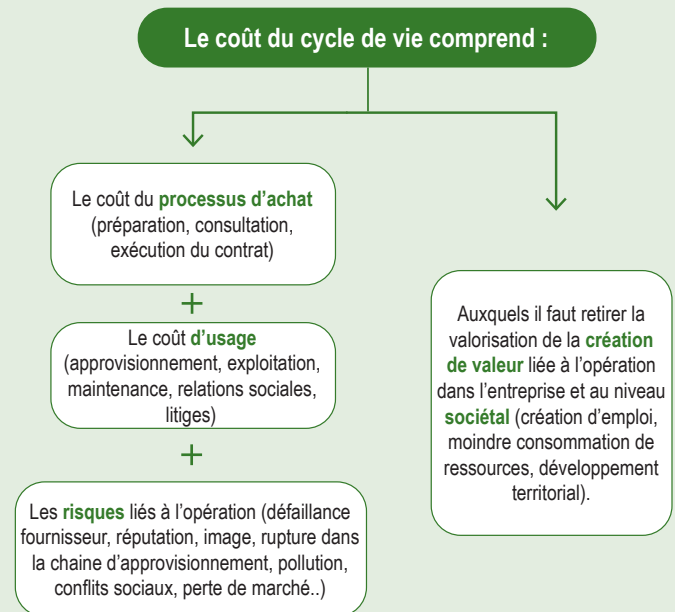 Le coût du cycle de vie comprend :
Le coût du processus d’achat
(préparation, consultation,
exécution du contrat)
+
Le coût d’usage
(approvisionnement, exploitation,
maintenance, relations sociales,
litiges)
+
Les risques liés à l’opération (défaillance
fournisseur, réputation, image, rupture dans
la chaine d’approvisionnement, pollution,
conflits sociaux, perte de marché..)
Auxquels il faut retirer la
valorisation de la création
de valeur liée à l’opération
dans l’entreprise et au niveau
sociétal (création d’emploi,
moindre consommation de
ressources, développement
territorial).